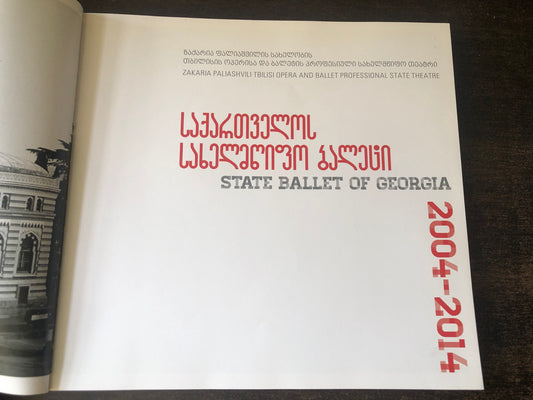 ზაქარია ფალიაშვილის სახელობის
თბილისის ოპერისა და ბალეტის პროფესიული სახელმწიფო თეატრი
ZAKARIA PALIASHVILI TBILISI OPERA AND BALLET PROFESSIONAL STATE THEATRE
საქართველოს
სახელმწიფო ბალეტი
STATE BALLET OF GEORGIA
2004-2014